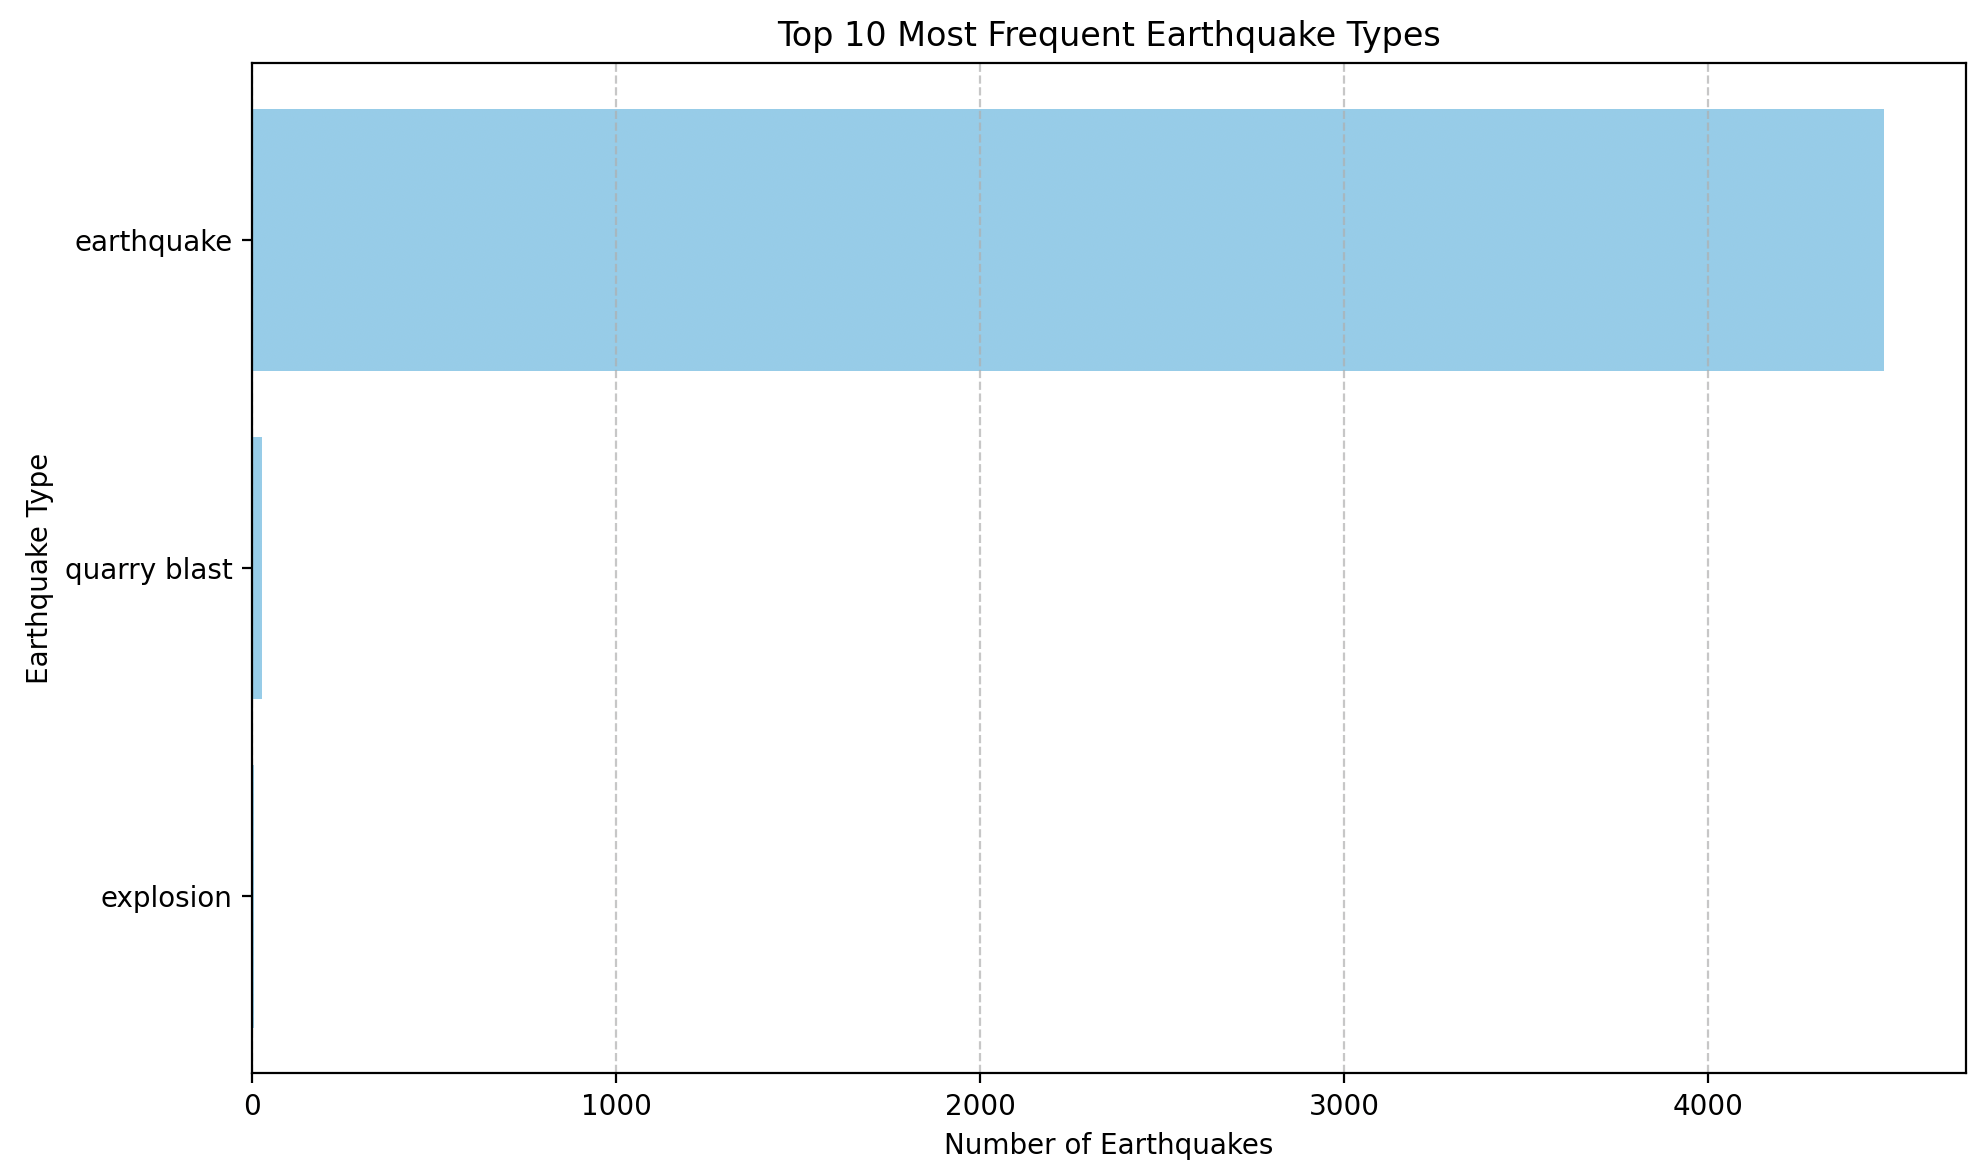 Top 10 Most Frequent Earthquake Types
Earthquake Type
earthquake
quarry blast
explosion
0 1000 2000 3000 4000
Number of Earthquakes